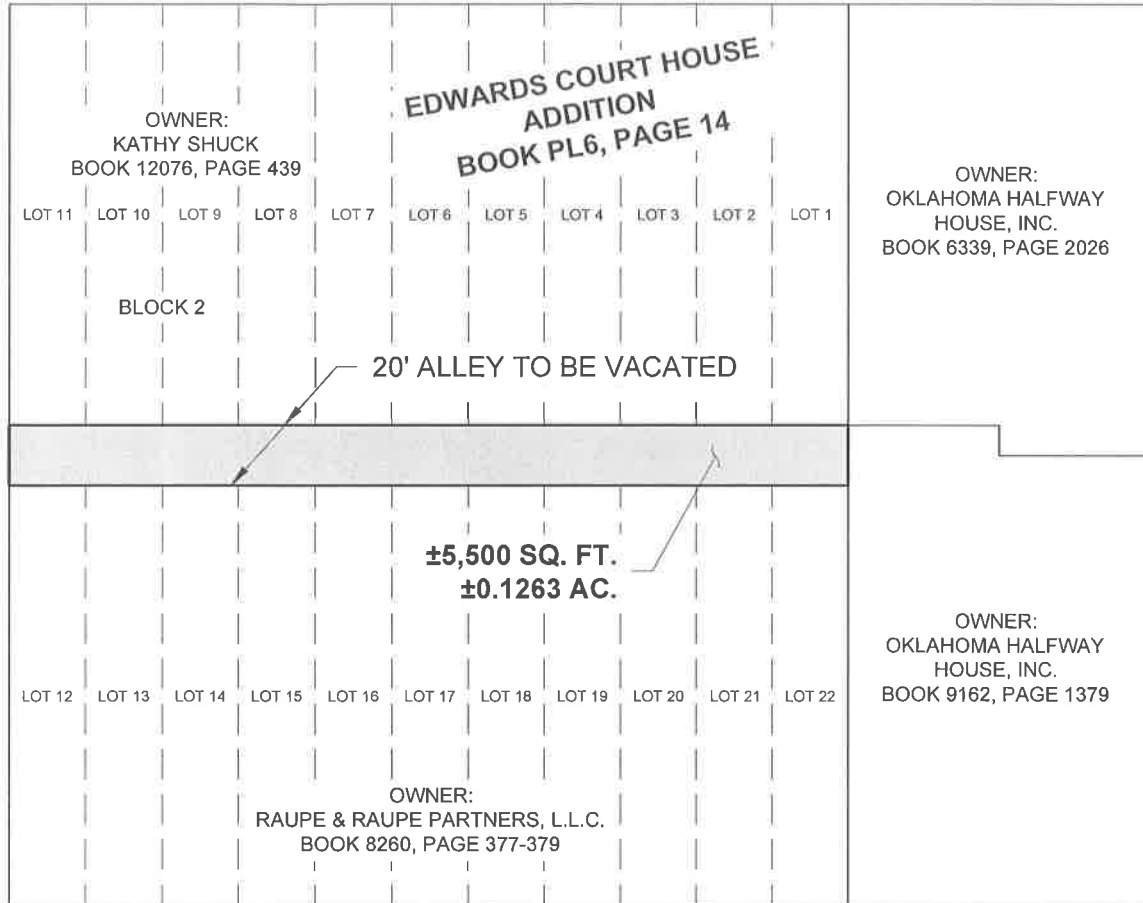 EDWARDS COURT HOUSE
ADDITION
BOOK PL6, PAGE 14
OWNER:
KATHY SHUCK
BOOK 12076, PAGE 439
OWNER:
OKLAHOMA HALFWAY
HOUSE, INC.
BOOK 6339, PAGE 2026
LOT 11 LOT 10 LOT 9 LOT 8 LOT 7 LOT 6 LOT 5 LOT 4 LOT 3 LOT 2 LOT 1
BLOCK 2
20' ALLEY TO BE VACATED
±5,500 SQ. FT.
±0.1263 AC.
OWNER:
OKLAHOMA HALFWAY
HOUSE, INC.
BOOK 9162, PAGE 1379
LOT 12 LOT 13 LOT 14 LOT 15 LOT 16 LOT 17 LOT 18 LOT 19 LOT 20 LOT 21 LOT 22
OWNER:
RAUPE & RAUPE PARTNERS, L.L.C.
BOOK 8260, PAGE 377-379